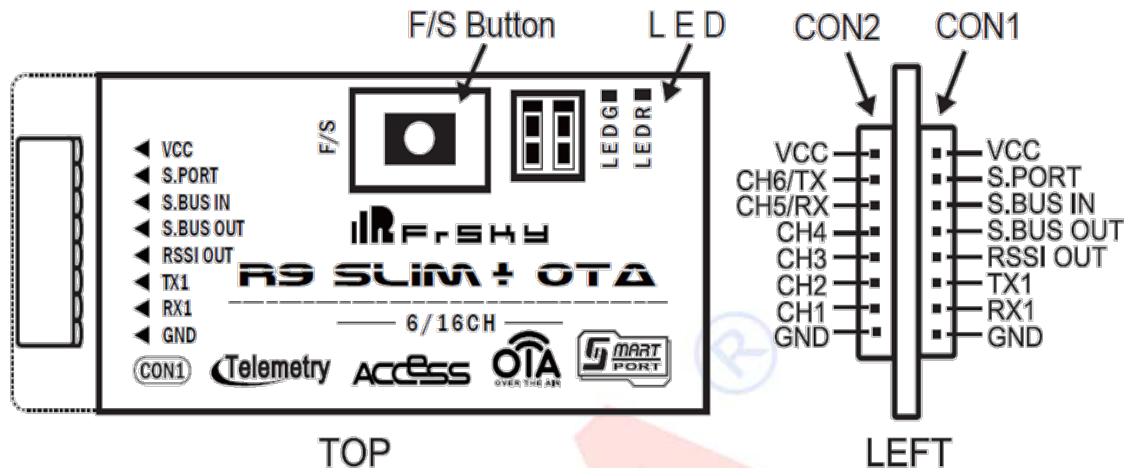 F/S Button
L E D
CON2
CON1
F/S
LEDG
LEDR
VCC
S.PORT
S.BUS IN
S.BUS OUT
RSSI OUT
TX1
RX1
GND
CON1
FrSKY
R9 SLIM+ OTA
6/16CH
Telemetry
ACCESS
OTA
OVER THE AIR
SMART
PORT
VCC
CH6/TX
CH5/RX
CH4
CH3
CH2
CH1
GND
VCC
S.PORT
S.BUS IN
S.BUS OUT
RSSI OUT
TX1
RX1
GND
TOP
LEFT
®